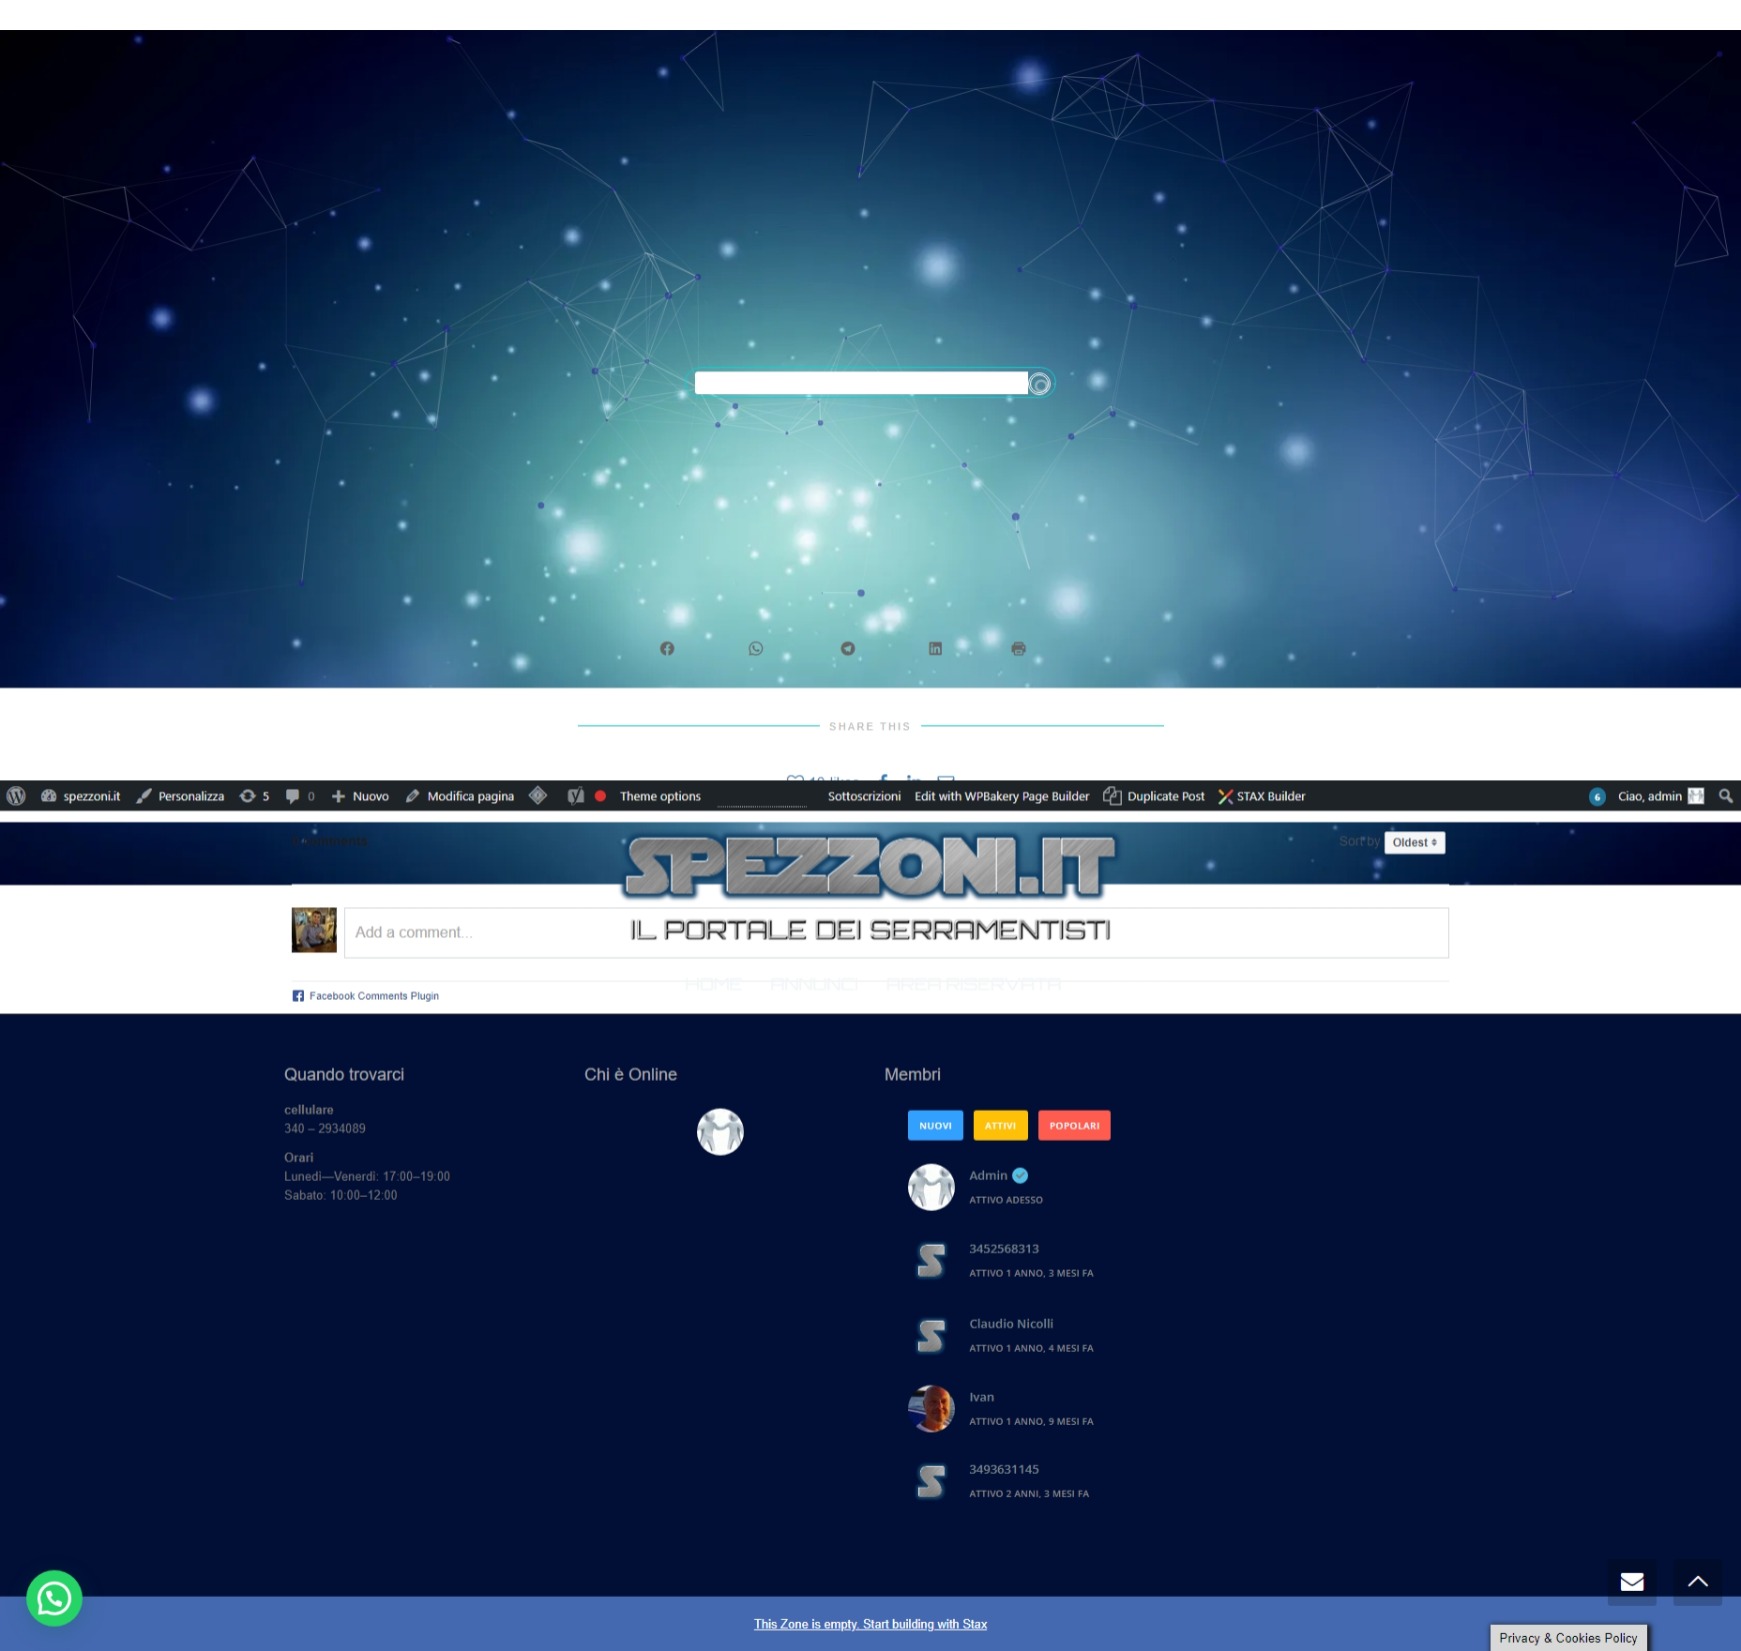 SHARE THIS
spezzoni.it Personalizza 5 0 Nuovo Modifica pagina Theme options Sottoscrizioni Edit with WPBakery Page Builder Duplicate Post STAX Builder 6 Ciao, admin
Sort by Oldest
SPEZZONI.IT
IL PORTALE DEI SERRAMENTISTI
Add a comment...
HOME ANNUNCI AREA RISERVATA
Facebook Comments Plugin
Quando trovarci
cellulare
340 – 2934089
Orari
Lunedì—Venerdì: 17:00–19:00
Sabato: 10:00–12:00
Chi è Online
Membri
NUOVI ATTIVI POPOLARI
Admin
ATTIVO ADESSO
3452568313
ATTIVO 1 ANNO, 3 MESI FA
Claudio Nicolli
ATTIVO 1 ANNO, 4 MESI FA
Ivan
ATTIVO 1 ANNO, 9 MESI FA
3493631145
ATTIVO 2 ANNI, 3 MESI FA
This Zone is empty. Start building with Stax
Privacy & Cookies Policy